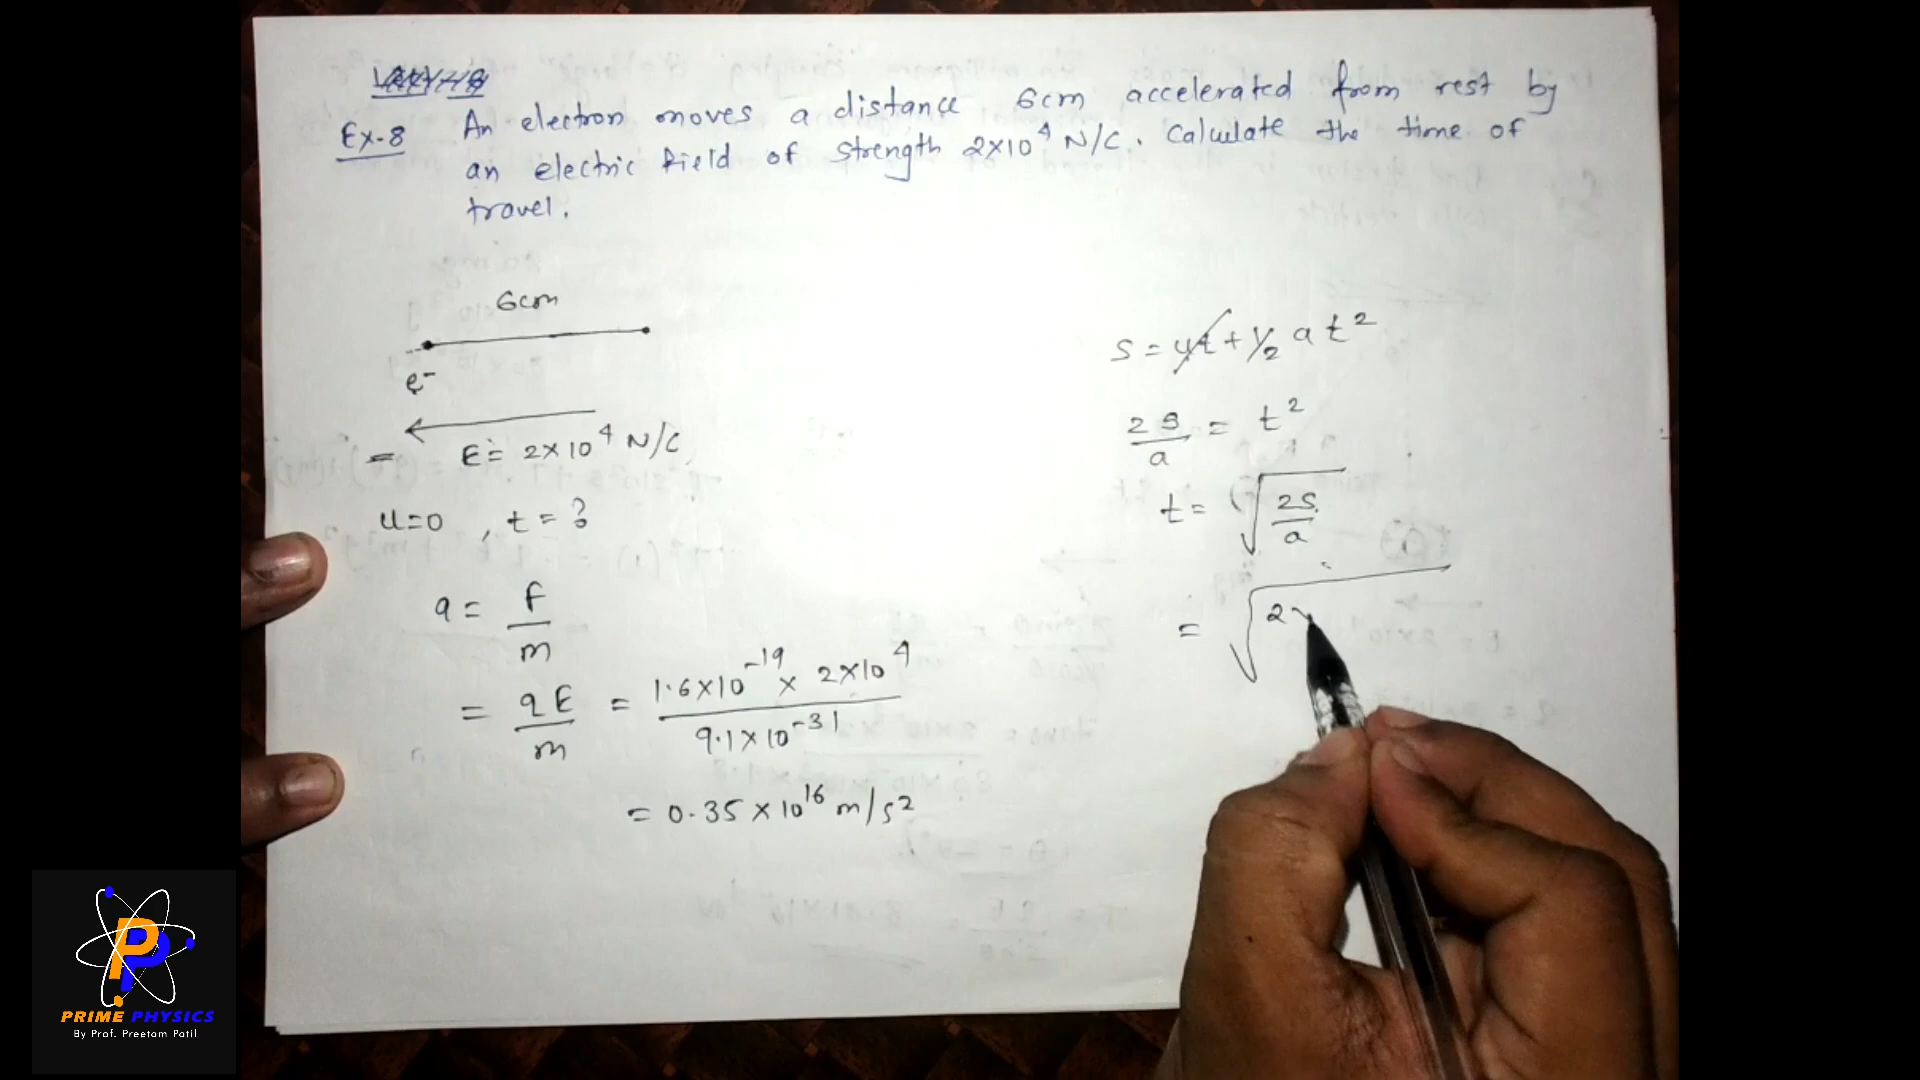 Ex-8 An electron moves a distance 6cm accelerated from rest by
an electric field of strength 2×10⁴ N/C. Calculate the time of
travel.
6cm
e⁻
E = 2×10⁴ N/C
u=0 , t = ?
a = F/m
= qE/m = 1.6×10⁻¹⁹ × 2×10⁴ / 9.1×10⁻³¹
= 0.35 × 10¹⁶ m/s²
s = ut + 1/2 at²
2s/a = t²
t = √(2s/a)
= √2×
PRIME PHYSICS
By Prof. Preetam Patil